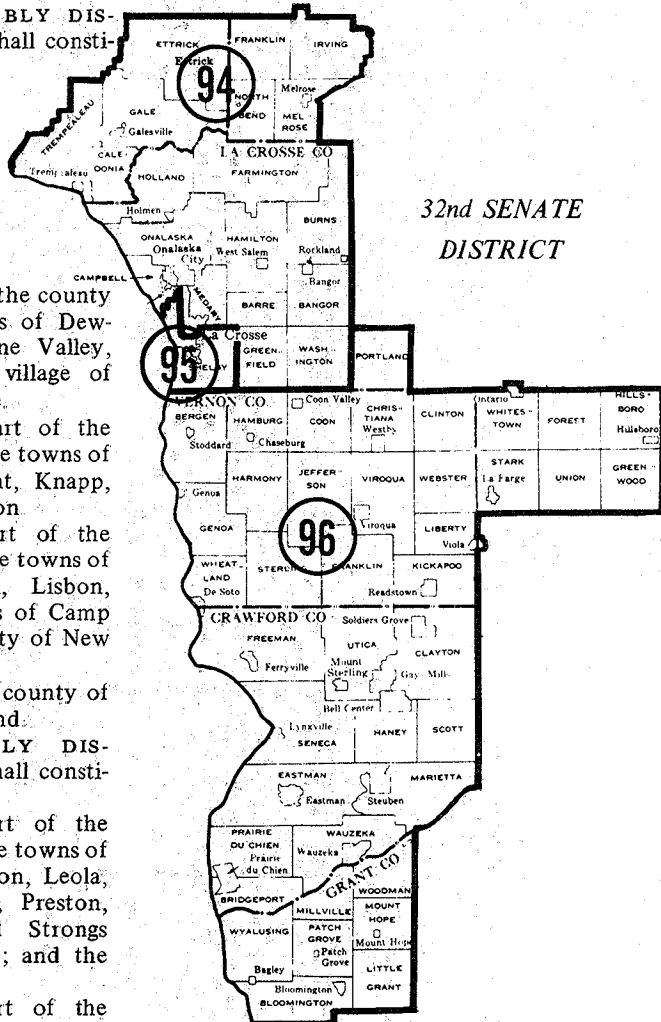 BLY DIS-
hall consti-
the county
s of Dew-
ne Valley,
village of
art of the
e towns of
at, Knapp,
on
rt of the
e towns of
, Lisbon,
s of Camp
ty of New
county of
nd
LY DIS-
hall consti-
rt of the
e towns of
on, Leola,
, Preston,
Strongs
; and the
rt of the
32nd SENATE
DISTRICT
ETTRICK
FRANKLIN
IRVING
Ettrick
94
Melrose
NORTH
BEND
MEL
ROSE
TREMPEALEAU
GALE
Galesville
CALE
DONIA
LA CROSSE CO
HOLLAND
FARMINGTON
Holmen
BURNS
ONALASKA
Onalaska
City
HAMILTON
West Salem
Rockland
Bangor
CAMPBELL
MEDARY
BARRE
BANGOR
La Crosse
95
SHELBY
GREEN-
FIELD
WASH-
INGTON
PORTLAND
VERNON CO.
Coon Valley
BERGEN
HAMBURG
COON
CHRIS-
TIANA
Westby
CLINTON
Ontario
WHITES-
TOWN
FOREST
HILLS-
BORO
Hillsboro
Stoddard
Chaseburg
HARMONY
JEFFER-
SON
VIROQUA
WEBSTER
STARK
La Farge
UNION
GREEN-
WOOD
Genoa
GENOA
96
Viroqua
LIBERTY
Viola
WHEAT-
LAND
De Soto
STERLING
FRANKLIN
KICKAPOO
Readstown
CRAWFORD CO
Soldiers Grove
FREEMAN
UTICA
CLAYTON
Ferryville
Mount
Sterling
Gays Mills
Bell Center
Lynxville
SENECA
HANEY
SCOTT
EASTMAN
MARIETTA
Eastman
Steuben
PRAIRIE
DU CHIEN
Prairie
du Chien
WAUZEKA
Wauzeka
GRANT CO
BRIDGEPORT
WOODMAN
MILLVILLE
MOUNT
HOPE
Mount Hope
WYALUSING
PATCH
GROVE
Patch
Grove
Bagley
LITTLE
GRANT
Bloomington
BLOOMINGTON